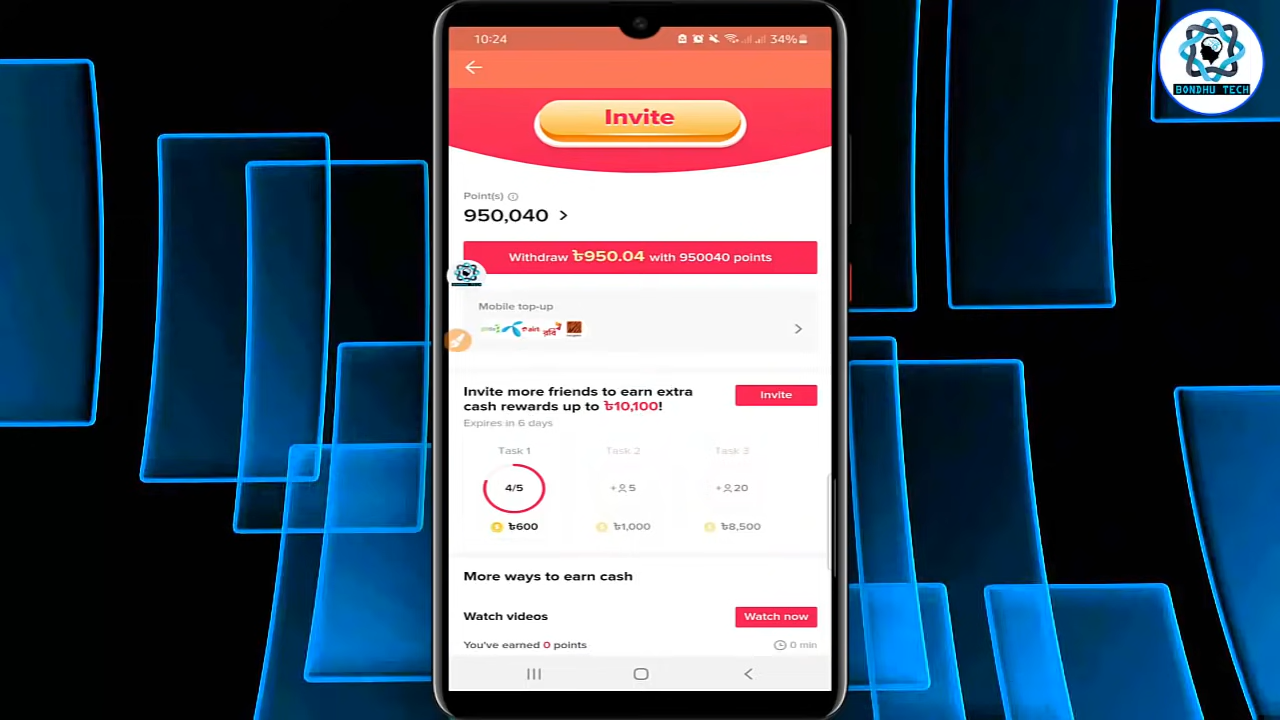 10:24
34%
BONDHU TECH
Invite
Point(s)
950,040 >
Withdraw ৳950.04 with 950040 points
Mobile top-up
রবি
Invite more friends to earn extra
cash rewards up to ৳10,100!
Invite
Expires in 6 days
Task 1 Task 2 Task 3
4/5 +5 +20
৳600 ৳1,000 ৳8,500
More ways to earn cash
Watch videos
Watch now
You've earned 0 points
0 min